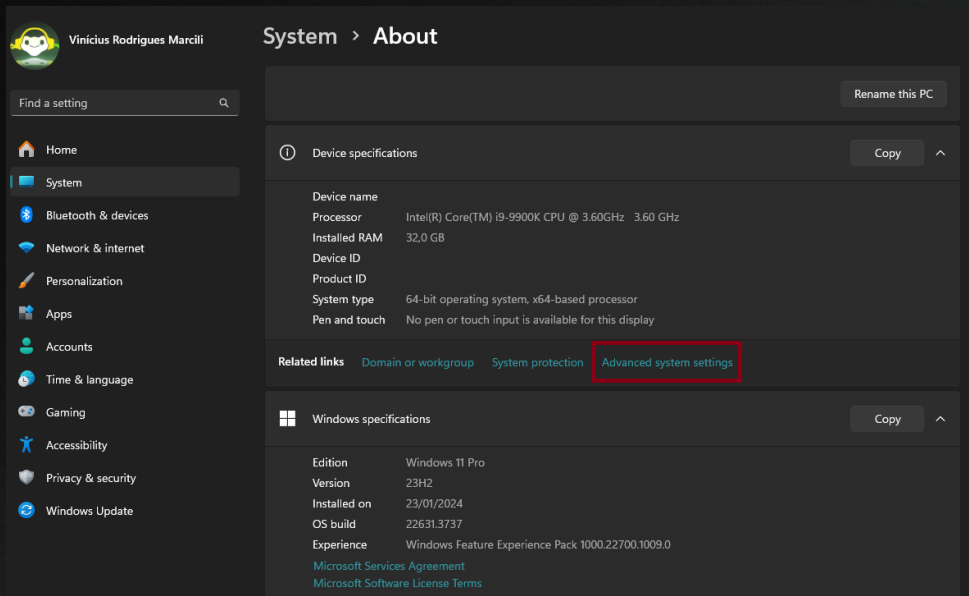 Vinícius Rodrigues Marcili
Find a setting
Home
System
Bluetooth & devices
Network & internet
Personalization
Apps
Accounts
Time & language
Gaming
Accessibility
Privacy & security
Windows Update
System > About
Rename this PC
Device specifications Copy
Device name
Processor Intel(R) Core(TM) i9-9900K CPU @ 3.60GHz 3.60 GHz
Installed RAM 32,0 GB
Device ID
Product ID
System type 64-bit operating system, x64-based processor
Pen and touch No pen or touch input is available for this display
Related links Domain or workgroup System protection Advanced system settings
Windows specifications Copy
Edition Windows 11 Pro
Version 23H2
Installed on 23/01/2024
OS build 22631.3737
Experience Windows Feature Experience Pack 1000.22700.1009.0
Microsoft Services Agreement
Microsoft Software License Terms